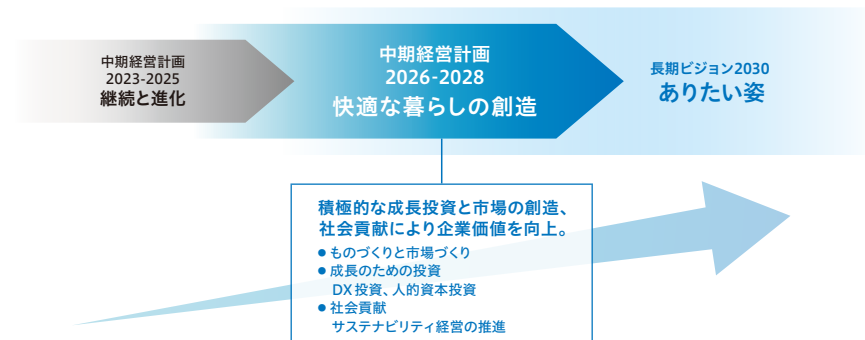 中期経営計画
2023-2025
継続と進化
中期経営計画
2026-2028
快適な暮らしの創造
長期ビジョン2030
ありたい姿
積極的な成長投資と市場の創造、
社会貢献により企業価値を向上。
● ものづくりと市場づくり
● 成長のための投資
DX投資、人的資本投資
● 社会貢献
サステナビリティ経営の推進